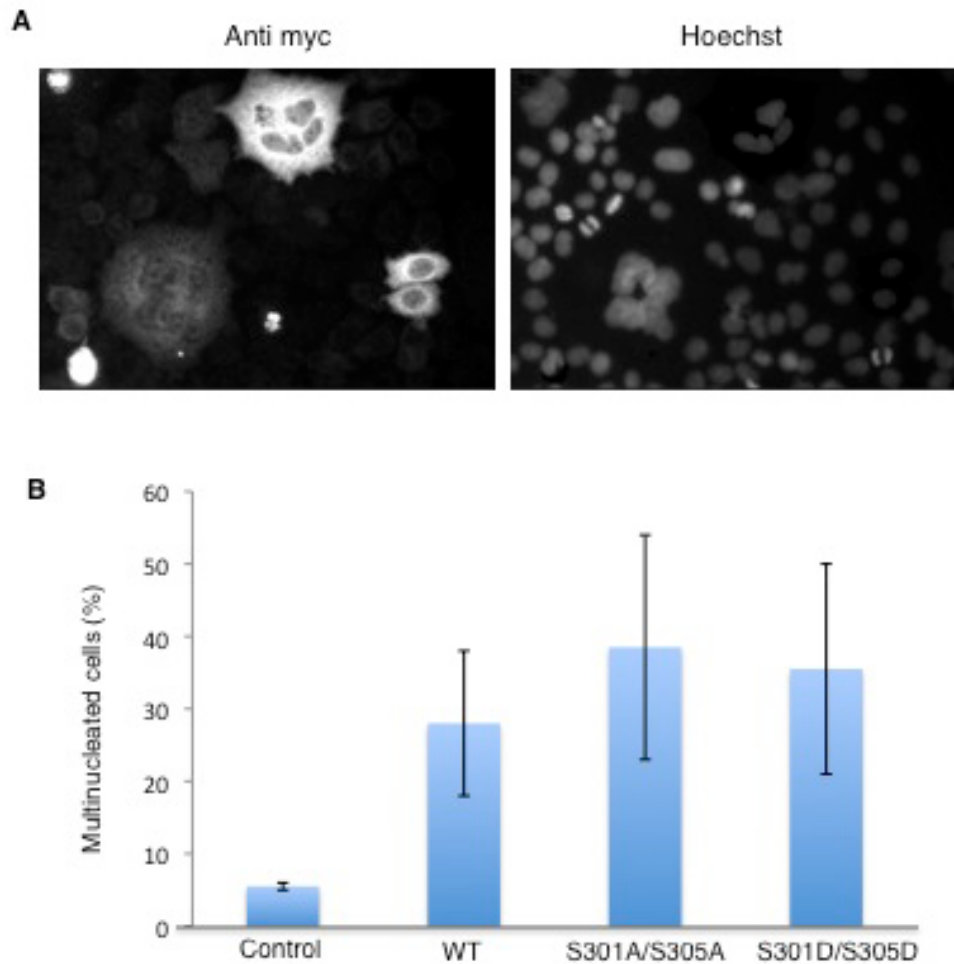 A
Anti myc
Hoechst
B
Multinucleated cells (%)
60
50
40
30
20
10
0
Control
WT
S301A/S305A
S301D/S305D